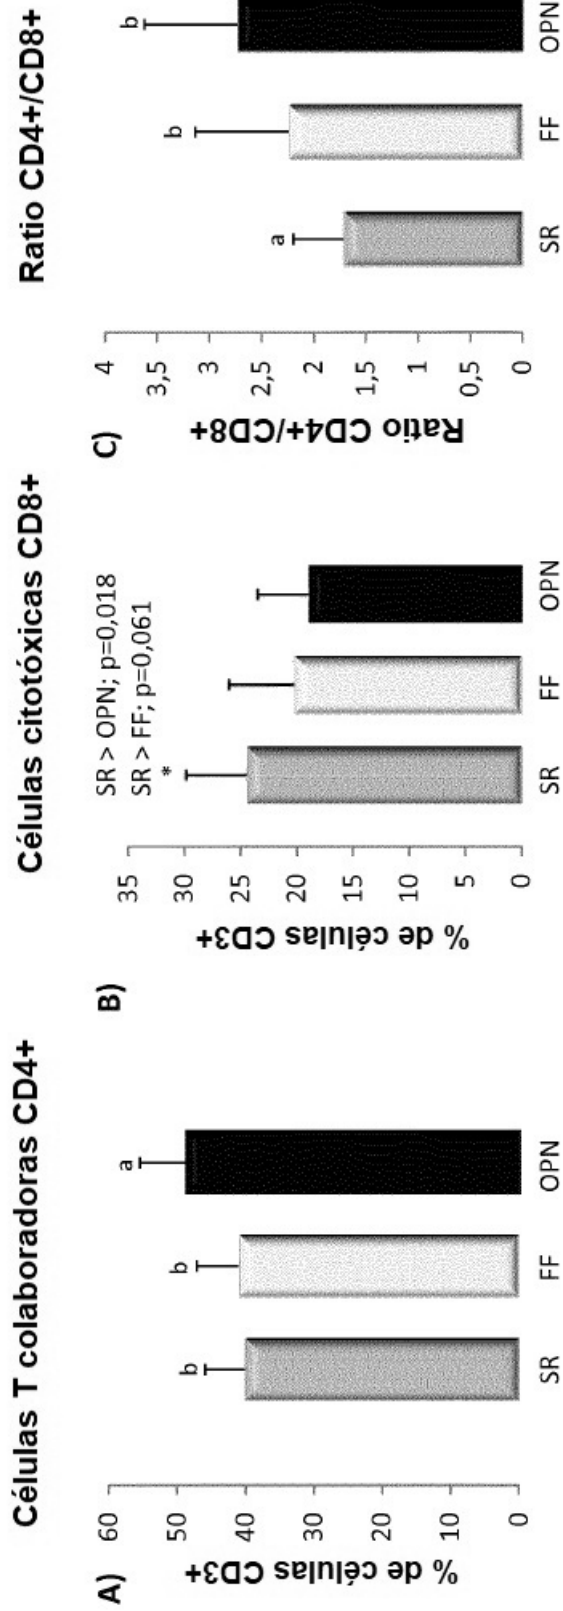 Células T colaboradoras CD4+
A)
% de células CD3+
60
50
40
30
20
10
0
b
b
a
SR
FF
OPN
Células citotóxicas CD8+
B)
% de células CD3+
35
30
25
20
15
10
5
0
SR > OPN; p=0,018
SR > FF; p=0,061
*
SR
FF
OPN
Ratio CD4+/CD8+
C)
Ratio CD4+/CD8+
4
3,5
3
2,5
2
1,5
1
0,5
0
a
b
b
SR
FF
OPN